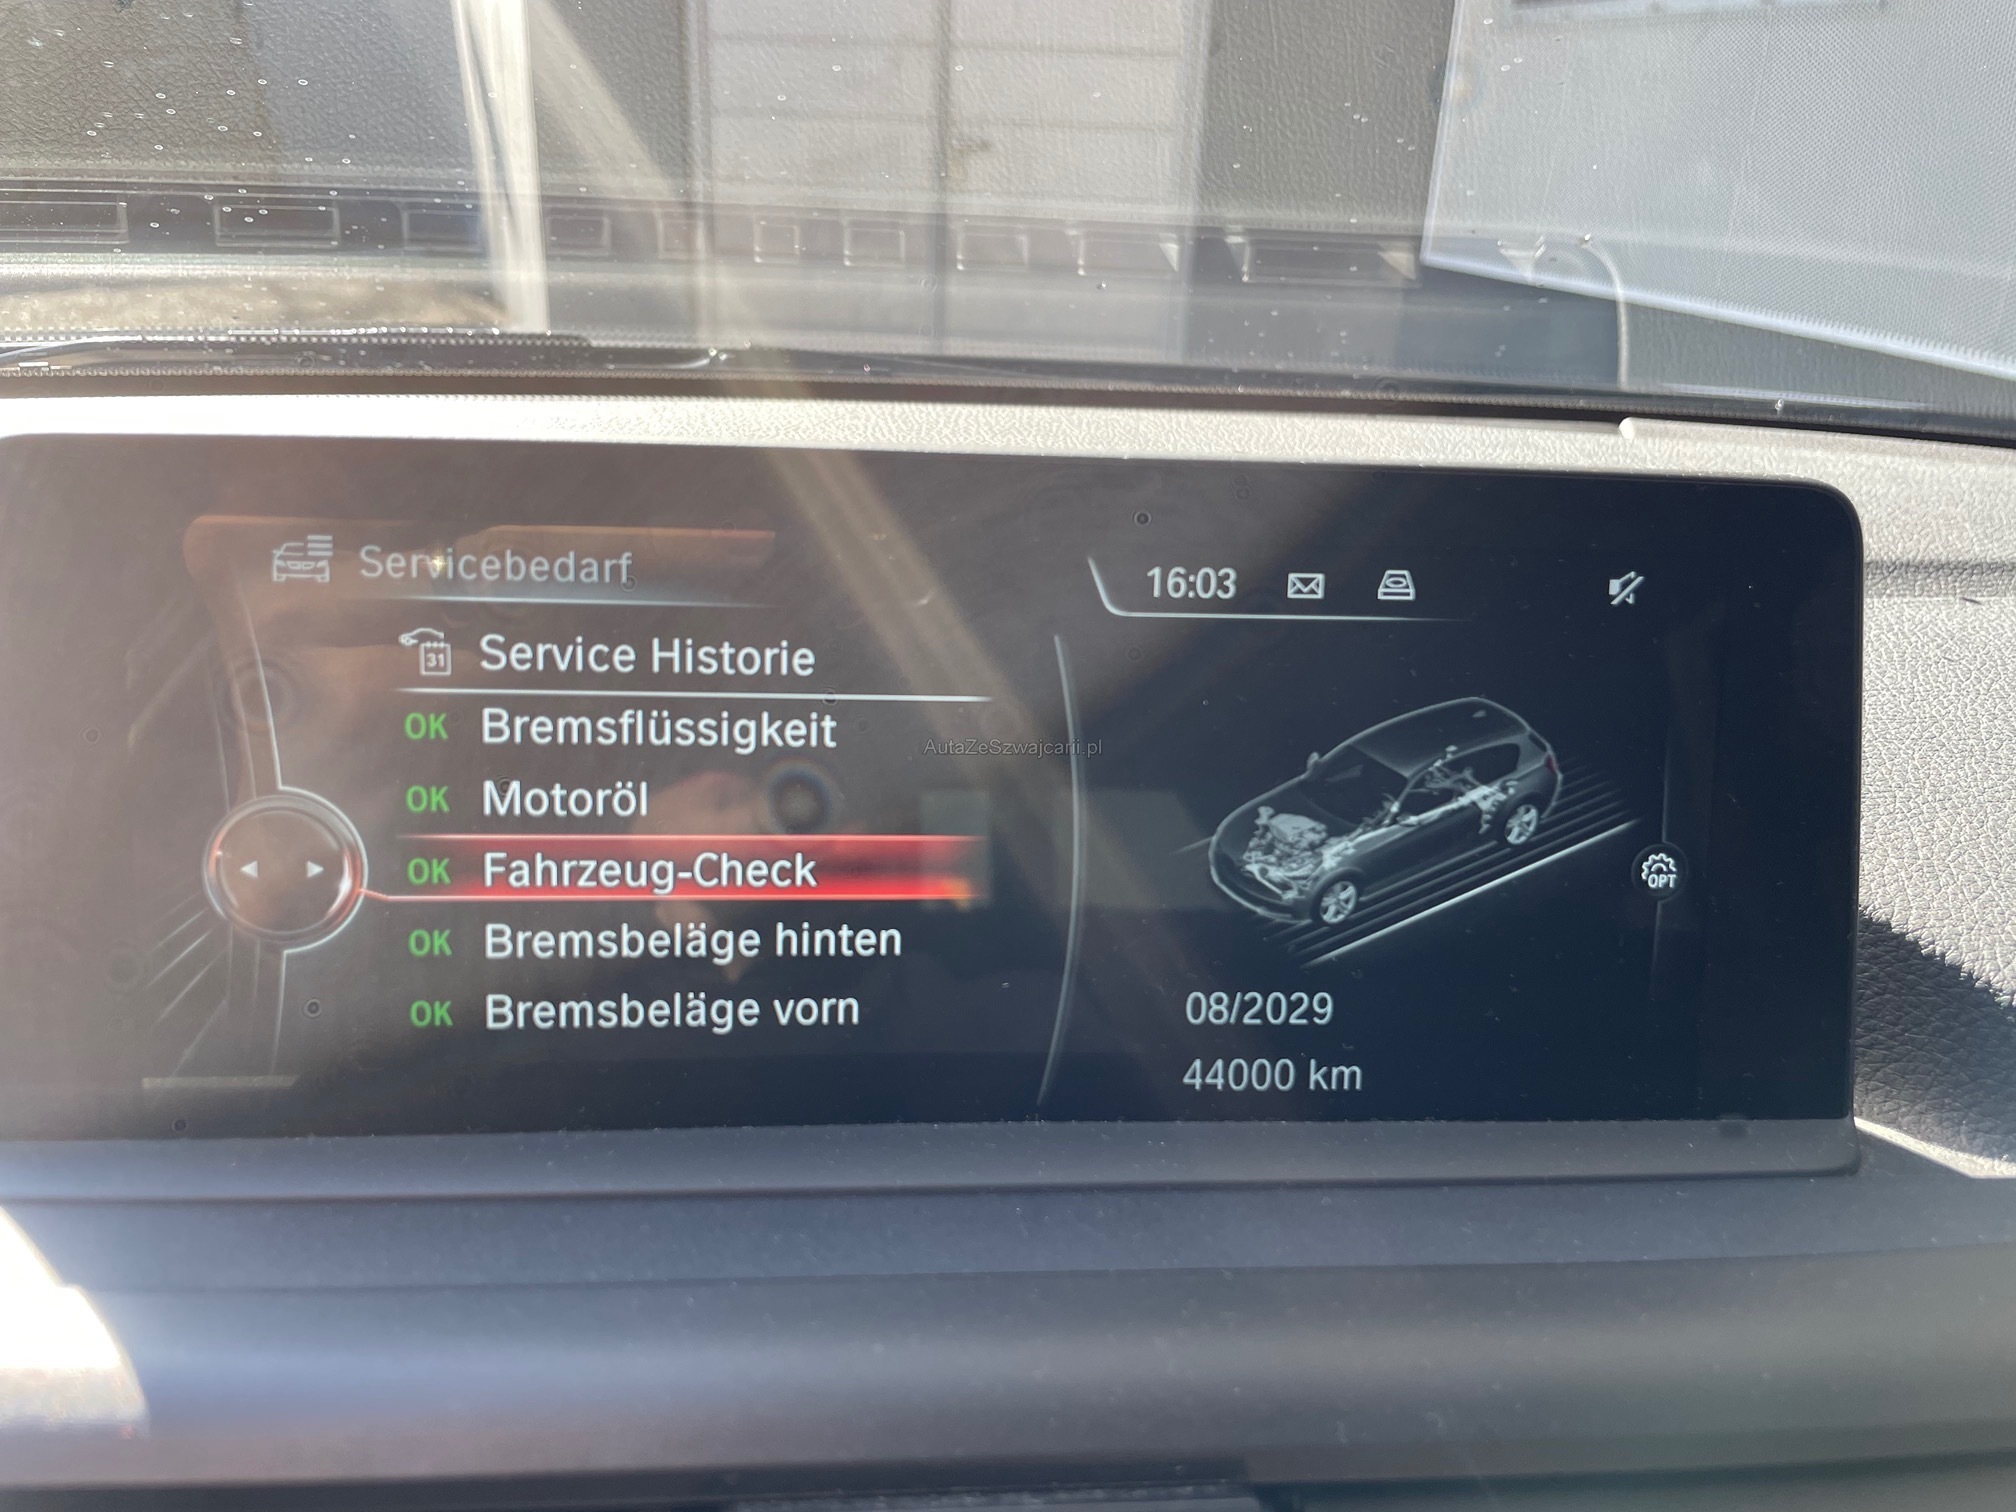 Servicebedarf
16:03
31 Service Historie
OK Bremsflüssigkeit
AutaZeSzwajcarii.pl
OK Motoröl
OK Fahrzeug-Check
OPT
OK Bremsbeläge hinten
OK Bremsbeläge vorn
08/2029
44000 km